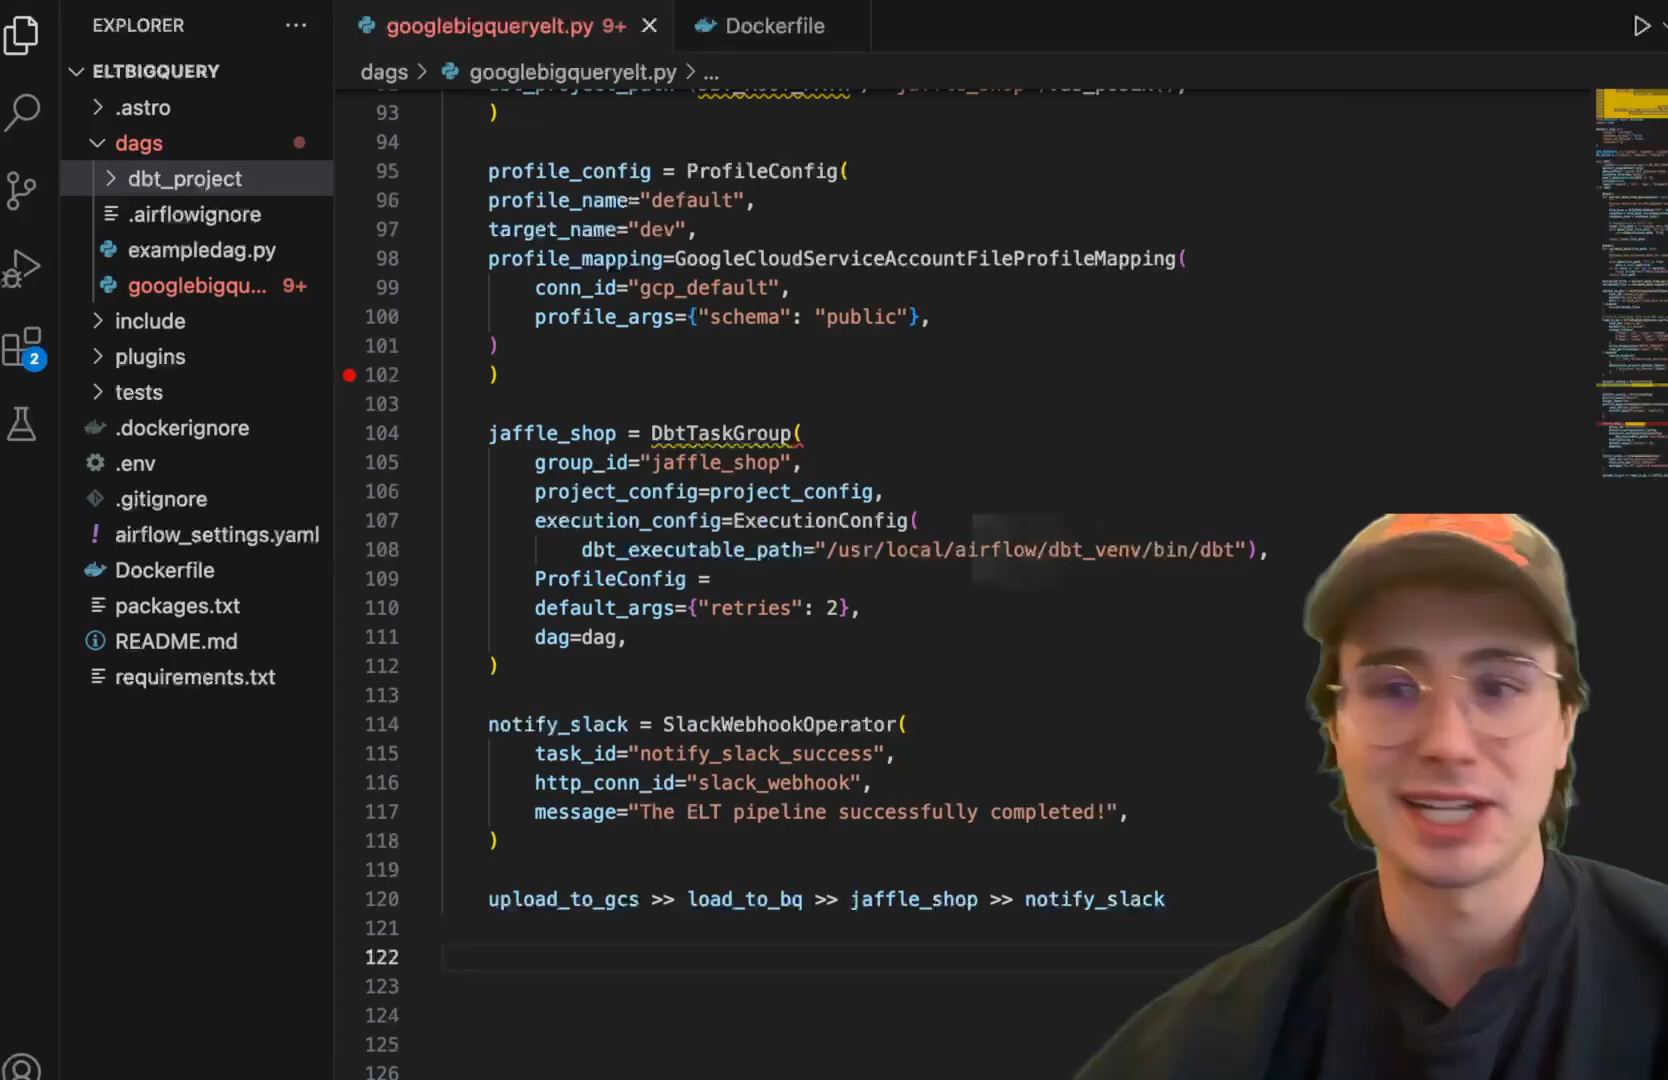 EXPLORER
ELTBIGQUERY
.astro
dags
dbt_project
.airflowignore
exampledag.py
googlebigqu... 9+
include
plugins
tests
.dockerignore
.env
.gitignore
! airflow_settings.yaml
Dockerfile
packages.txt
README.md
requirements.txt
2
googlebigqueryelt.py 9+
Dockerfile
dags > googlebigqueryelt.py > ...
93 )
94
95 profile_config = ProfileConfig(
96 profile_name="default",
97 target_name="dev",
98 profile_mapping=GoogleCloudServiceAccountFileProfileMapping(
99 conn_id="gcp_default",
100 profile_args={"schema": "public"},
101 )
102 )
103
104 jaffle_shop = DbtTaskGroup(
105 group_id="jaffle_shop",
106 project_config=project_config,
107 execution_config=ExecutionConfig(
108 dbt_executable_path="/usr/local/airflow/dbt_venv/bin/dbt"),
109 ProfileConfig =
110 default_args={"retries": 2},
111 dag=dag,
112 )
113
114 notify_slack = SlackWebhookOperator(
115 task_id="notify_slack_success",
116 http_conn_id="slack_webhook",
117 message="The ELT pipeline successfully completed!",
118 )
119
120 upload_to_gcs >> load_to_bq >> jaffle_shop >> notify_slack
121
122
123
124
125
126